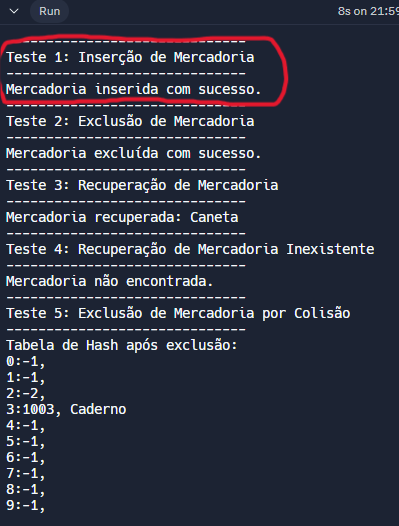 Run
8s on 21:59
------------------------------
Teste 1: Inserção de Mercadoria
------------------------------
Mercadoria inserida com sucesso.
------------------------------
Teste 2: Exclusão de Mercadoria
------------------------------
Mercadoria excluída com sucesso.
------------------------------
Teste 3: Recuperação de Mercadoria
------------------------------
Mercadoria recuperada: Caneta
------------------------------
Teste 4: Recuperação de Mercadoria Inexistente
------------------------------
Mercadoria não encontrada.
------------------------------
Teste 5: Exclusão de Mercadoria por Colisão
------------------------------
Tabela de Hash após exclusão:
0:-1,
1:-1,
2:-2,
3:1003, Caderno
4:-1,
5:-1,
6:-1,
7:-1,
8:-1,
9:-1,